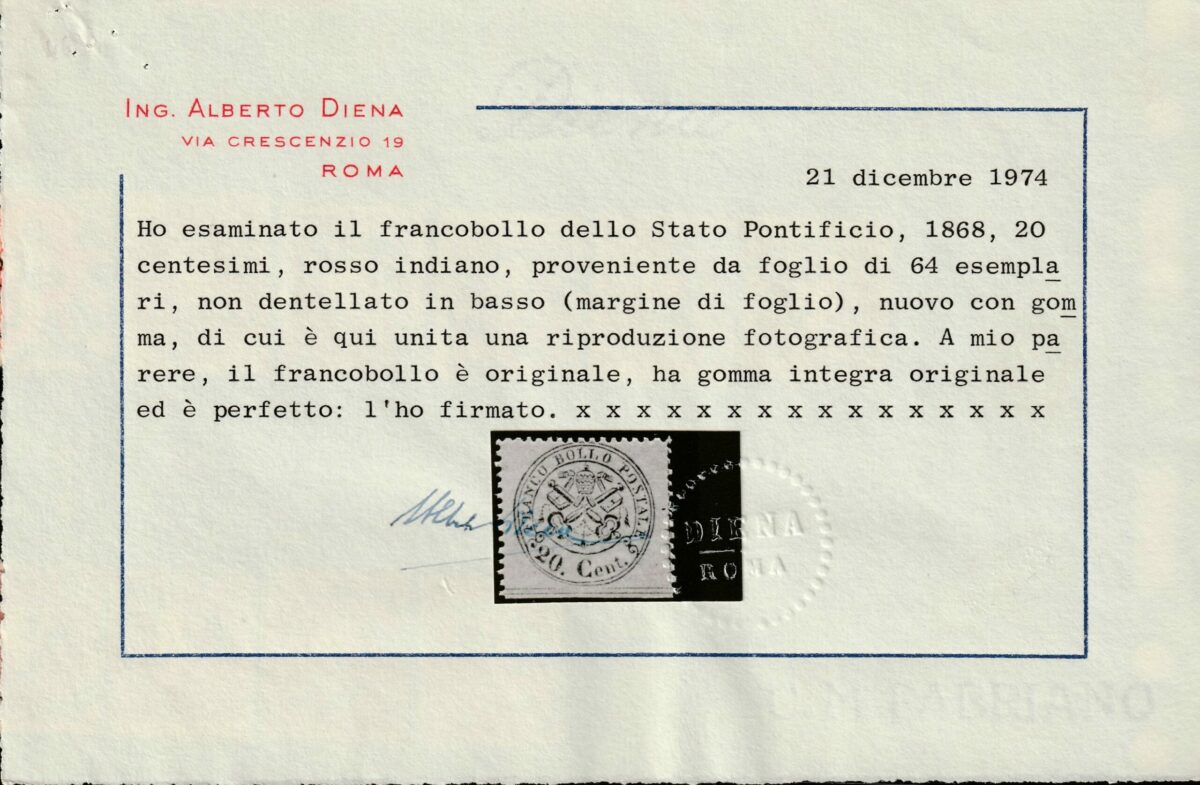 ING. ALBERTO DIENA
VIA CRESCENZIO 19
ROMA
21 dicembre 1974
Ho esaminato il francobollo dello Stato Pontificio, 1868, 20
centesimi, rosso indiano, proveniente da foglio di 64 esempla
ri, non dentellato in basso (margine di foglio), nuovo con gom
ma, di cui è qui unita una riproduzione fotografica. A mio pa
rere, il francobollo è originale, ha gomma integra originale
ed è perfetto: l'ho firmato. x x x x x x x x x x x x x x x x
FRANCO BOLLO POSTALE
20. Cent.
DIENA
ROMA